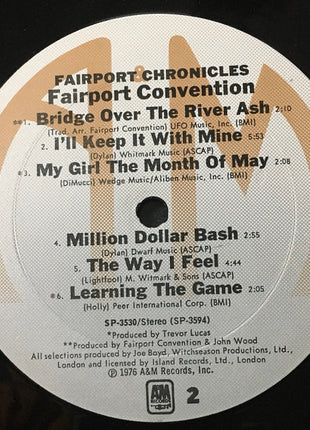 FAIRPORT CHRONICLES
Fairport Convention
**1. Bridge Over The River Ash 2:10
(Trad. Arr. Fairport Convention) UFO Music, Inc. (BMI)
2. I'll Keep It With Mine 5:53
(Dylan) Whitmark Music (ASCAP)
*3. My Girl The Month Of May 2:08
(DiMucci) Wedge Music/Aliben Music, Inc. (BMI)
4. Million Dollar Bash 2:55
(Dylan) Dwarf Music (ASCAP)
5. The Way I Feel 4:44
(Lightfoot) M. Witmark & Sons (ASCAP)
*6. Learning The Game 2:02
(Holly) Peer International Corp. (BMI)
SP-3530/Stereo (SP-3594)
*Produced by Trevor Lucas
**Produced by Fairport Convention & John Wood
All selections produced by Joe Boyd, Witchseason Productions, Ltd.,
London and licensed by Island Records, Ltd., London
℗ 1976 A&M Records, Inc.
A&M
RECORDS
2